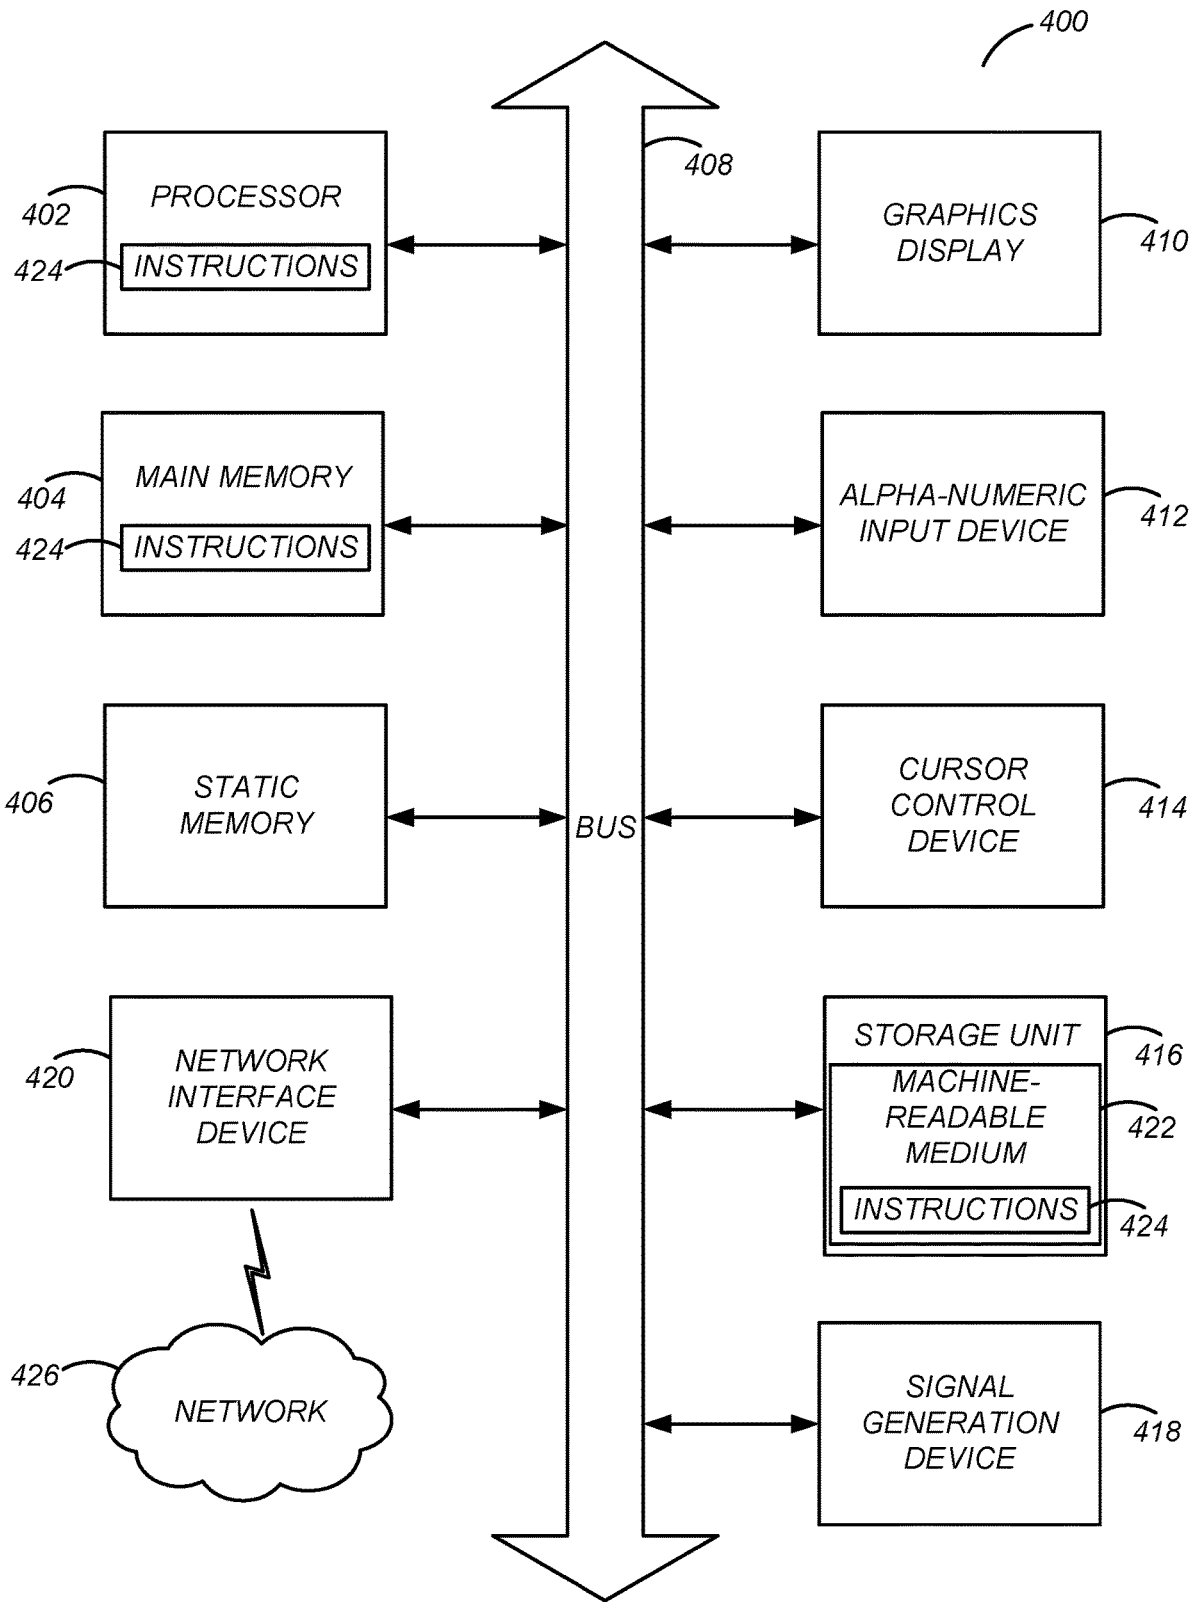 400
408
PROCESSOR
402
INSTRUCTIONS
424
GRAPHICS
DISPLAY
410
MAIN MEMORY
404
INSTRUCTIONS
424
ALPHA-NUMERIC
INPUT DEVICE
412
STATIC
MEMORY
406
BUS
CURSOR
CONTROL
DEVICE
414
NETWORK
INTERFACE
DEVICE
420
STORAGE UNIT
416
MACHINE-
READABLE
MEDIUM
422
INSTRUCTIONS
424
426
NETWORK
SIGNAL
GENERATION
DEVICE
418